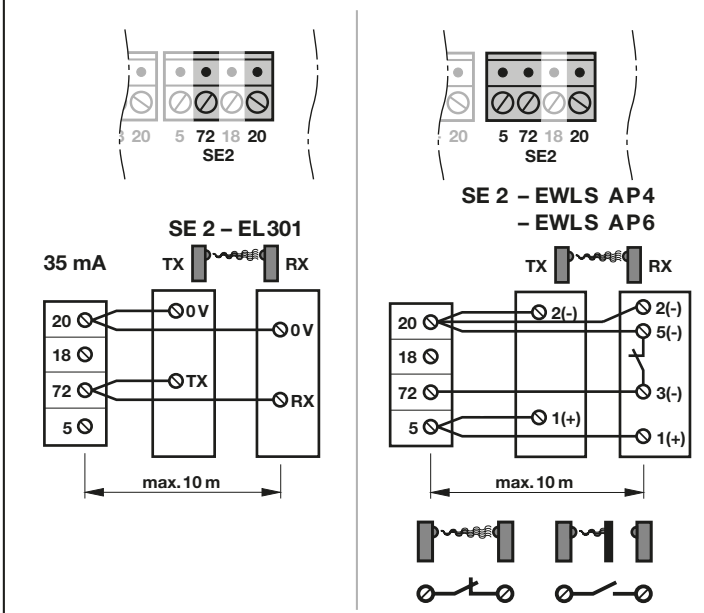 20 5 72 18 20
SE2
SE 2 – EL301
35 mA
TX RX
20
18
72
5
0V
TX
0V
RX
max. 10 m
20 5 72 18 20
SE2
SE 2 – EWLS AP4
– EWLS AP6
TX RX
20
18
72
5
2(-)
1(+)
2(-)
5(-)
3(-)
1(+)
max. 10 m